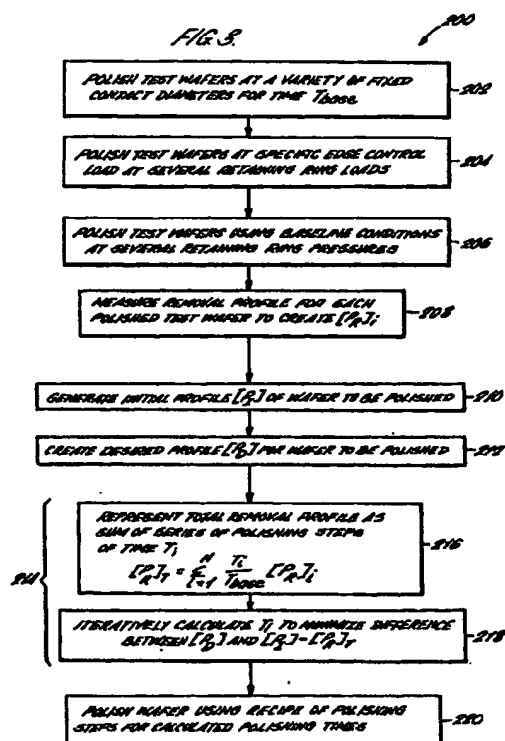 FIG. 3.
200
POLISH TEST WAFERS AT A VARIETY OF FIXED
CONTACT DIAMETERS FOR TIME Tbase
202
POLISH TEST WAFERS AT SPECIFIC EDGE CONTROL
LOAD AT SEVERAL RETAINING RING LOADS
204
POLISH TEST WAFERS USING BASELINE CONDITIONS
AT SEVERAL RETAINING RING PRESSURES
206
MEASURE REMOVAL PROFILE FOR EACH
POLISHED TEST WAFER TO CREATE [PR]i
208
GENERATE INITIAL PROFILE [PI] OF WAFER TO BE POLISHED
210
CREATE DESIRED PROFILE [PD] FOR WAFER TO BE POLISHED
212
214
REPRESENT TOTAL REMOVAL PROFILE AS
SUM OF SERIES OF POLISHING STEPS
OF TIME Ti
[PR]T = Σ i=1 N Ti/Tbase [PR]i
216
ITERATIVELY CALCULATE Ti TO MINIMIZE DIFFERENCE
BETWEEN [PD] AND [PI] - [PR]T
218
POLISH WAFER USING RECIPE OF POLISHING
STEPS FOR CALCULATED POLISHING TIMES
220